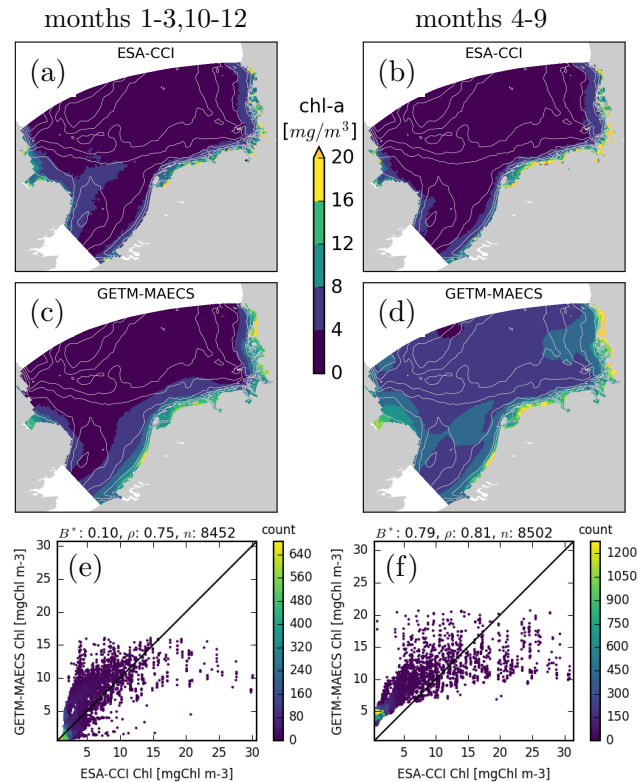 months 1-3,10-12
months 4-9
ESA-CCI
(a)
ESA-CCI
(b)
chl-a
[mg/m³]
20
16
12
8
4
0
GETM-MAECS
(c)
GETM-MAECS
(d)
B*: 0.10, ρ: 0.75, n: 8452
count
(e)
GETM-MAECS Chl [mgChl m-3]
30
25
20
15
10
5
5 10 15 20 25 30
ESA-CCI Chl [mgChl m-3]
640
560
480
400
320
240
160
80
0
B*: 0.79, ρ: 0.81, n: 8502
count
(f)
GETM-MAECS Chl [mgChl m-3]
30
25
20
15
10
5
5 10 15 20 25 30
ESA-CCI Chl [mgChl m-3]
1200
1050
900
750
600
450
300
150
0